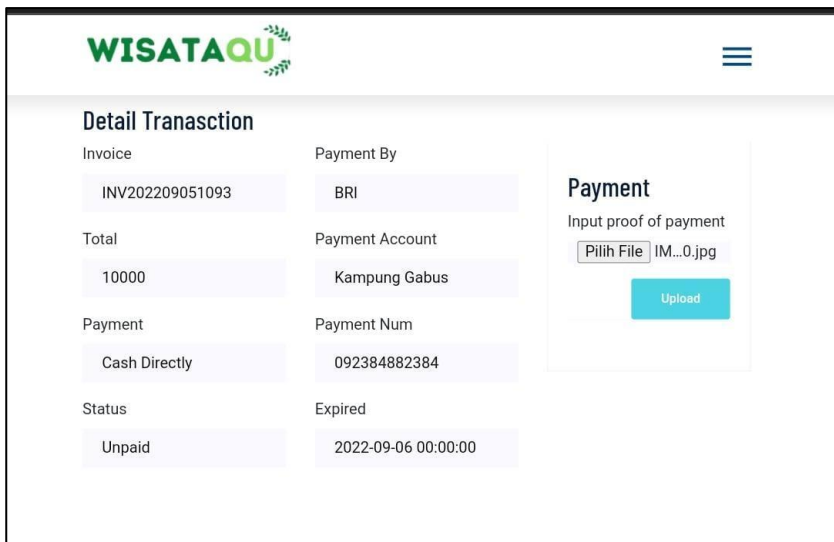 WISATAQU
Detail Tranasction
Invoice
INV202209051093
Total
10000
Payment
Cash Directly
Status
Unpaid
Payment By
BRI
Payment Account
Kampung Gabus
Payment Num
092384882384
Expired
2022-09-06 00:00:00
Payment
Input proof of payment
Pilih File IM...0.jpg
Upload